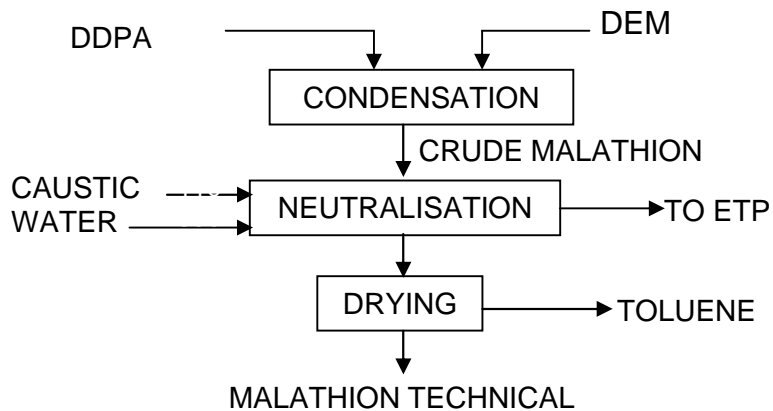 DDPA
DEM
CONDENSATION
CRUDE MALATHION
CAUSTIC
WATER
NEUTRALISATION
TO ETP
DRYING
TOLUENE
MALATHION TECHNICAL